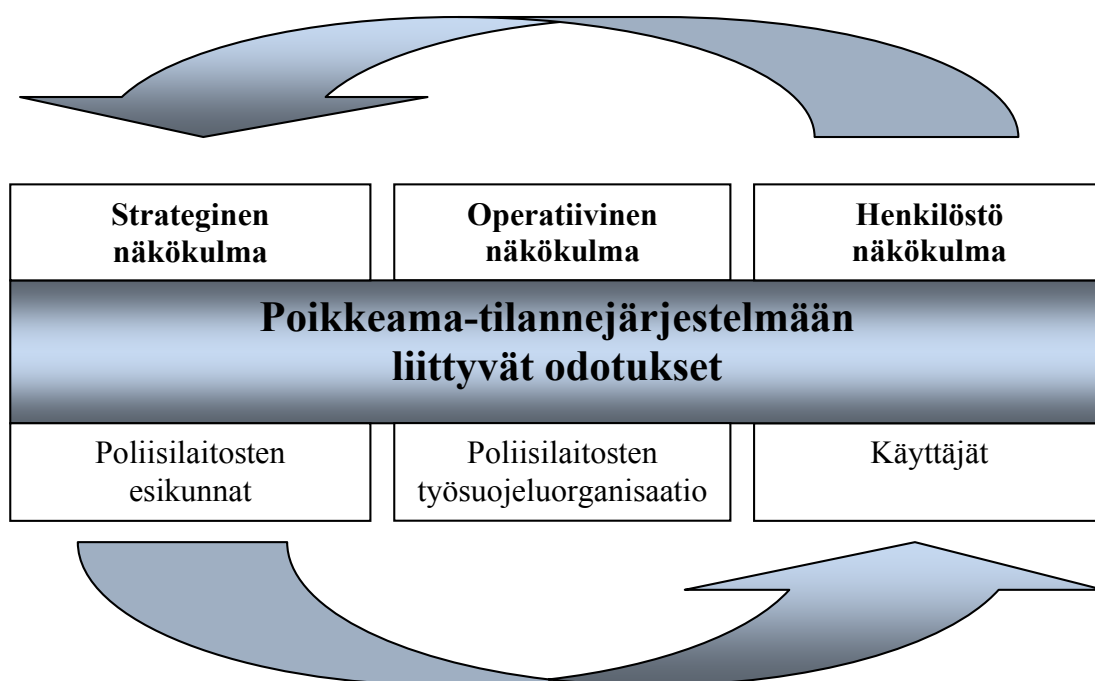 Strateginen
näkökulma
Operatiivinen
näkökulma
Henkilöstö
näkökulma
Poikkeama-tilannejärjestelmään
liittyvät odotukset
Poliisilaitosten
esikunnat
Poliisilaitosten
työsuojeluorganisaatio
Käyttäjät